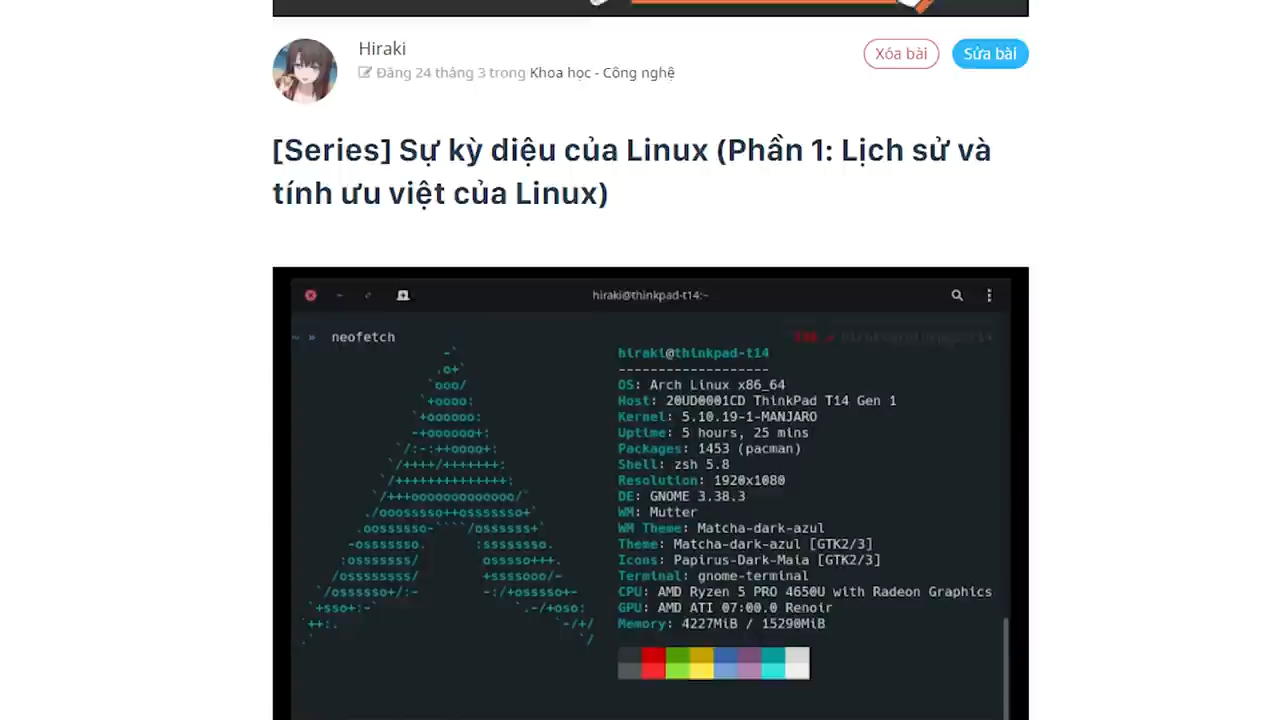 Hiraki
Đăng 24 tháng 3 trong Khoa học - Công nghệ
Xóa bài
Sửa bài
[Series] Sự kỳ diệu của Linux (Phần 1: Lịch sử và
tính ưu việt của Linux)
hiraki@thinkpad-t14:~
~ » neofetch
hiraki@thinkpad-t14
-------------------
OS: Arch Linux x86_64
Host: 20UD0001CD ThinkPad T14 Gen 1
Kernel: 5.10.19-1-MANJARO
Uptime: 5 hours, 25 mins
Packages: 1453 (pacman)
Shell: zsh 5.8
Resolution: 1920x1080
DE: GNOME 3.38.3
WM: Mutter
WM Theme: Matcha-dark-azul
Theme: Matcha-dark-azul [GTK2/3]
Icons: Papirus-Dark-Maia [GTK2/3]
Terminal: gnome-terminal
CPU: AMD Ryzen 5 PRO 4650U with Radeon Graphics
GPU: AMD ATI 07:00.0 Renoir
Memory: 4227MiB / 15290MiB